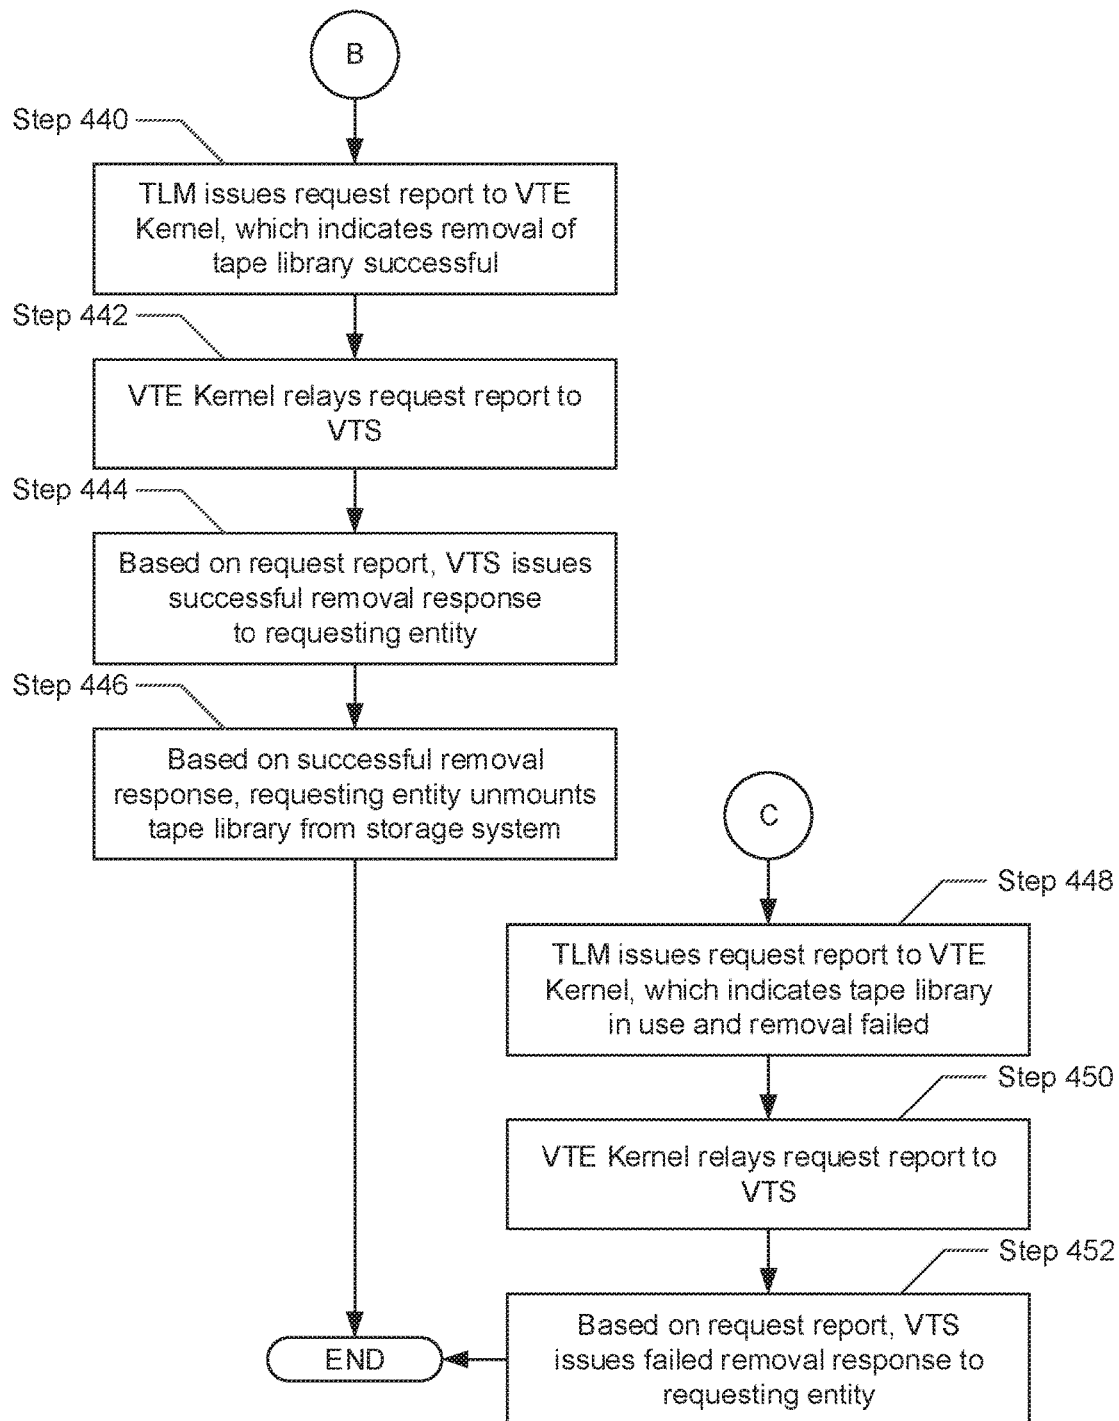 B
Step 440
TLM issues request report to VTE
Kernel, which indicates removal of
tape library successful
Step 442
VTE Kernel relays request report to
VTS
Step 444
Based on request report, VTS issues
successful removal response
to requesting entity
Step 446
Based on successful removal
response, requesting entity unmounts
tape library from storage system
C
Step 448
TLM issues request report to VTE
Kernel, which indicates tape library
in use and removal failed
Step 450
VTE Kernel relays request report to
VTS
Step 452
Based on request report, VTS
issues failed removal response to
requesting entity
END